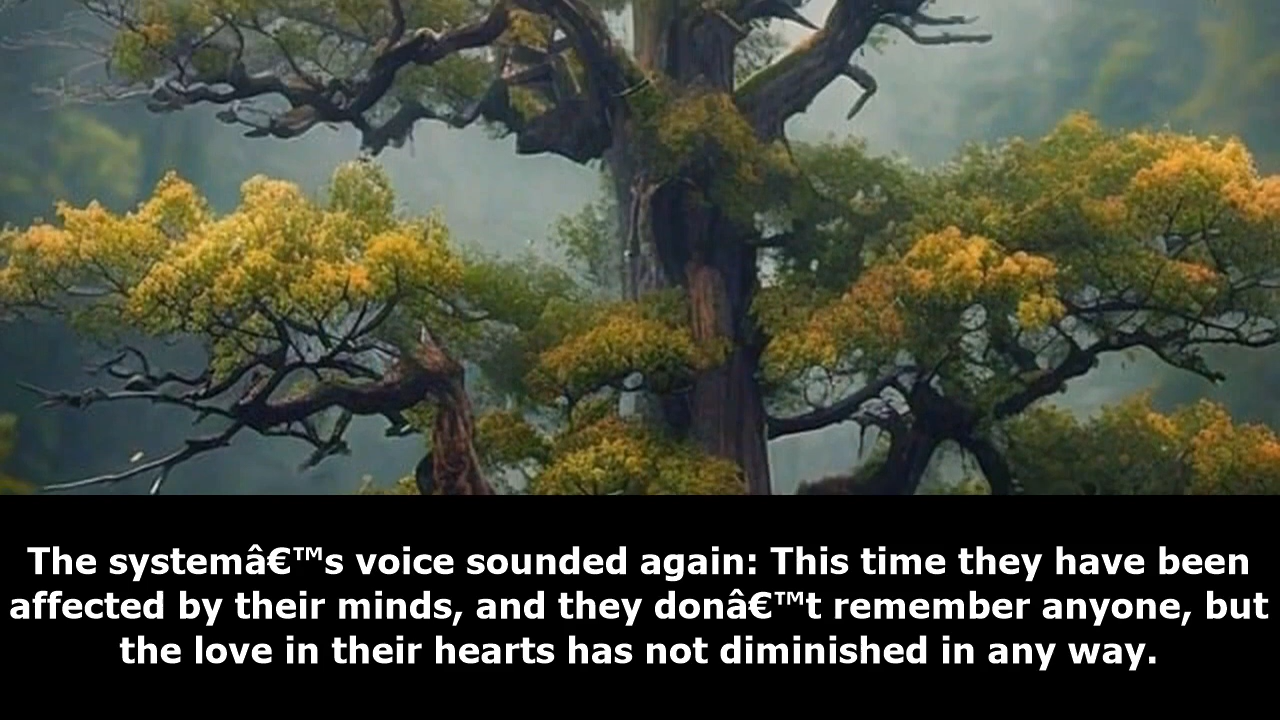 The systemâ€™s voice sounded again: This time they have been
affected by their minds, and they donâ€™t remember anyone, but
the love in their hearts has not diminished in any way.